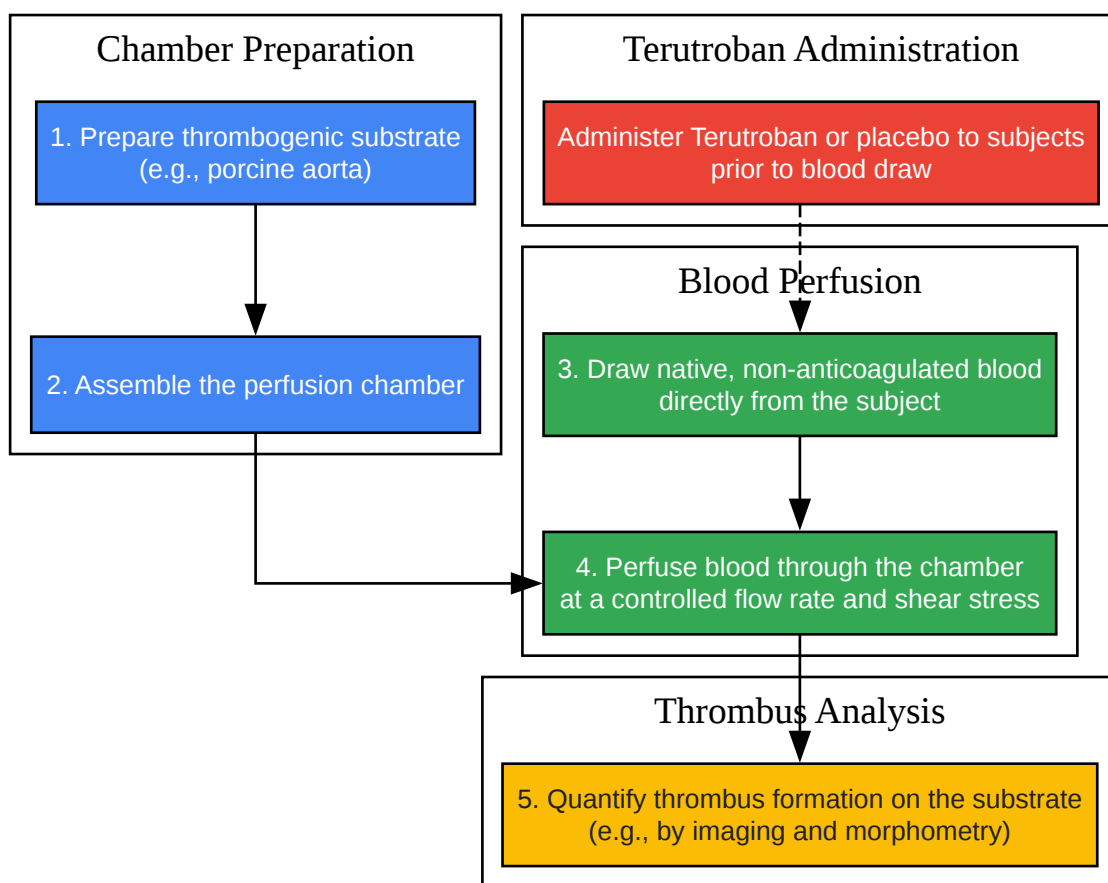 Chamber Preparation
1. Prepare thrombogenic substrate
(e.g., porcine aorta)
2. Assemble the perfusion chamber
Terutroban Administration
Administer Terutroban or placebo to subjects
prior to blood draw
Blood Perfusion
3. Draw native, non-anticoagulated blood
directly from the subject
4. Perfuse blood through the chamber
at a controlled flow rate and shear stress
Thrombus Analysis
5. Quantify thrombus formation on the substrate
(e.g., by imaging and morphometry)